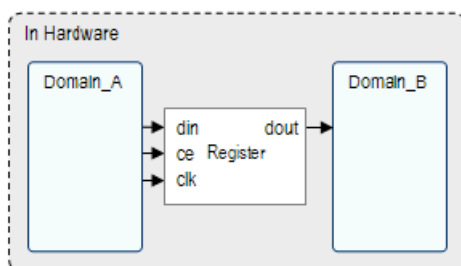 In Hardware
Domain_A
Domain_B
din dout
ce Register
clk